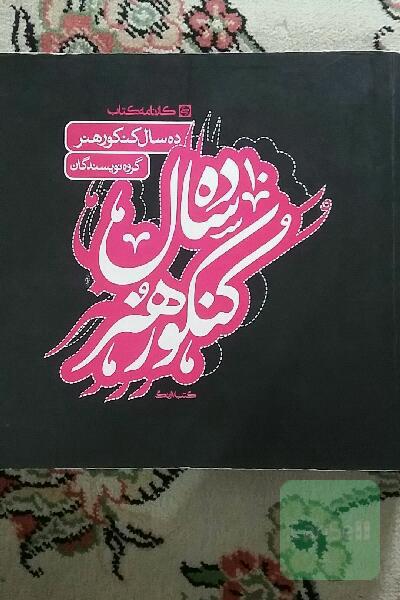 کارنامه کتاب
ده سال کنکور هنر
گروه نویسندگان
ده سال
کنکور هنر